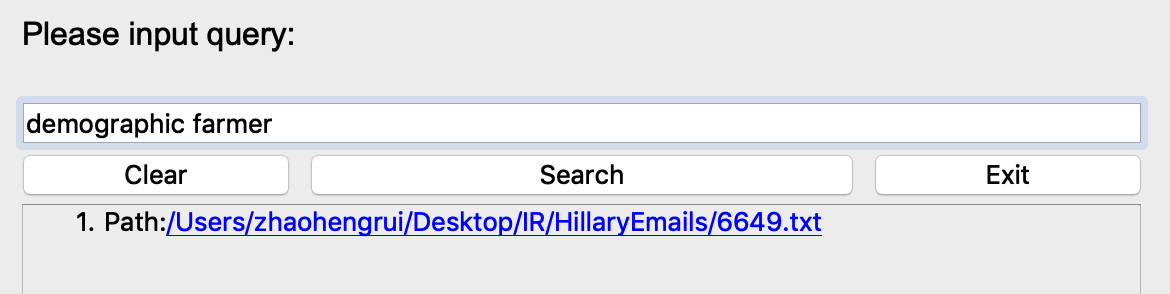 Please input query:
demographic farmer
Clear Search Exit
1. Path:/Users/zhaohengrui/Desktop/IR/HillaryEmails/6649.txt